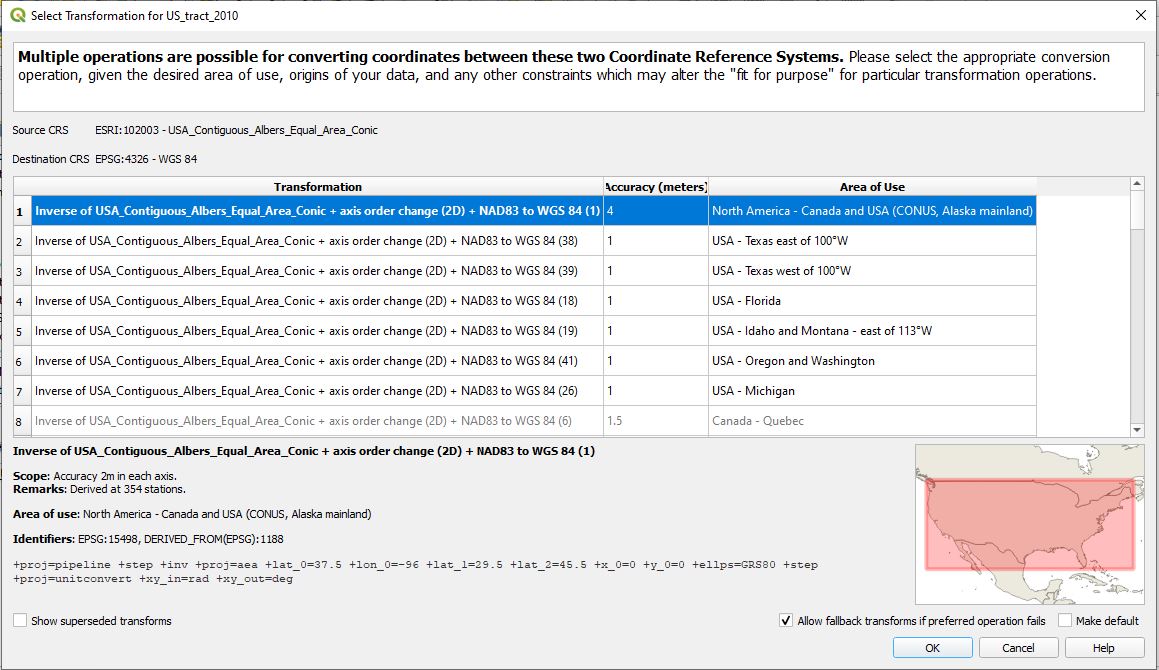 Select Transformation for US_tract_2010
Multiple operations are possible for converting coordinates between these two Coordinate Reference Systems. Please select the appropriate conversion
operation, given the desired area of use, origins of your data, and any other constraints which may alter the "fit for purpose" for particular transformation operations.
Source CRS ESRI:102003 - USA_Contiguous_Albers_Equal_Area_Conic
Destination CRS EPSG:4326 - WGS 84
Transformation Accuracy (meters) Area of Use
1 Inverse of USA_Contiguous_Albers_Equal_Area_Conic + axis order change (2D) + NAD83 to WGS 84 (1) 4 North America - Canada and USA (CONUS, Alaska mainland)
2 Inverse of USA_Contiguous_Albers_Equal_Area_Conic + axis order change (2D) + NAD83 to WGS 84 (38) 1 USA - Texas east of 100°W
3 Inverse of USA_Contiguous_Albers_Equal_Area_Conic + axis order change (2D) + NAD83 to WGS 84 (39) 1 USA - Texas west of 100°W
4 Inverse of USA_Contiguous_Albers_Equal_Area_Conic + axis order change (2D) + NAD83 to WGS 84 (18) 1 USA - Florida
5 Inverse of USA_Contiguous_Albers_Equal_Area_Conic + axis order change (2D) + NAD83 to WGS 84 (19) 1 USA - Idaho and Montana - east of 113°W
6 Inverse of USA_Contiguous_Albers_Equal_Area_Conic + axis order change (2D) + NAD83 to WGS 84 (41) 1 USA - Oregon and Washington
7 Inverse of USA_Contiguous_Albers_Equal_Area_Conic + axis order change (2D) + NAD83 to WGS 84 (26) 1 USA - Michigan
8 Inverse of USA_Contiguous_Albers_Equal_Area_Conic + axis order change (2D) + NAD83 to WGS 84 (6) 1.5 Canada - Quebec
Inverse of USA_Contiguous_Albers_Equal_Area_Conic + axis order change (2D) + NAD83 to WGS 84 (1)
Scope: Accuracy 2m in each axis.
Remarks: Derived at 354 stations.
Area of use: North America - Canada and USA (CONUS, Alaska mainland)
Identifiers: EPSG:15498, DERIVED_FROM(EPSG):1188
+proj=pipeline +step +inv +proj=aea +lat_0=37.5 +lon_0=-96 +lat_1=29.5 +lat_2=45.5 +x_0=0 +y_0=0 +ellps=GRS80 +step
+proj=unitconvert +xy_in=rad +xy_out=deg
Show superseded transforms Allow fallback transforms if preferred operation fails Make default
OK Cancel Help